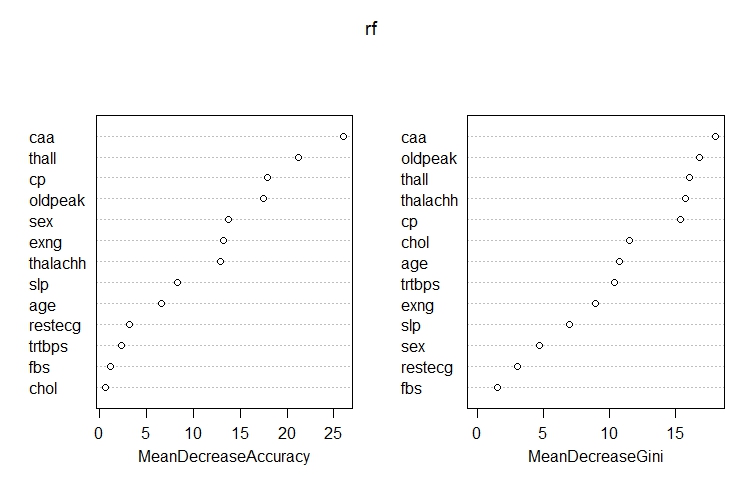 rf
caa
thall
cp
oldpeak
sex
exng
thalachh
slp
age
restecg
trtbps
fbs
chol
0 5 10 15 20 25
MeanDecreaseAccuracy
caa
oldpeak
thall
thalachh
cp
chol
age
trtbps
exng
slp
sex
restecg
fbs
0 5 10 15
MeanDecreaseGini